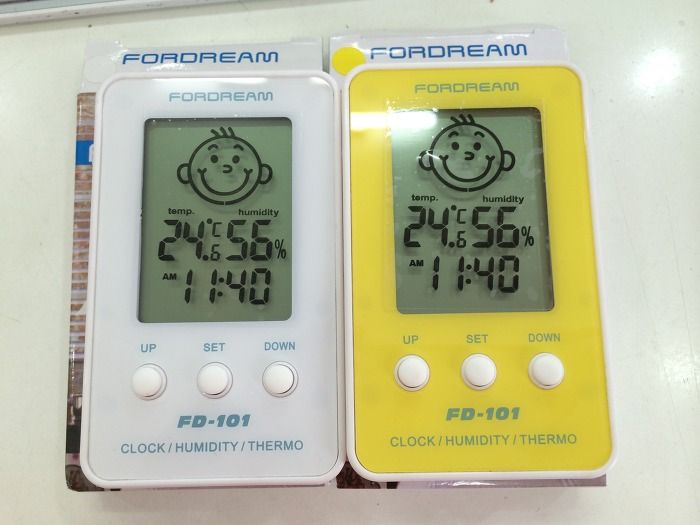 FORDREAM
FORDREAM
temp. humidity
24.6°C 56%
AM 11:40
UP SET DOWN
FD-101
CLOCK / HUMIDITY / THERMO
FORDREAM
FORDREAM
temp. humidity
24.6°C 56%
AM 11:40
UP SET DOWN
FD-101
CLOCK / HUMIDITY / THERMO